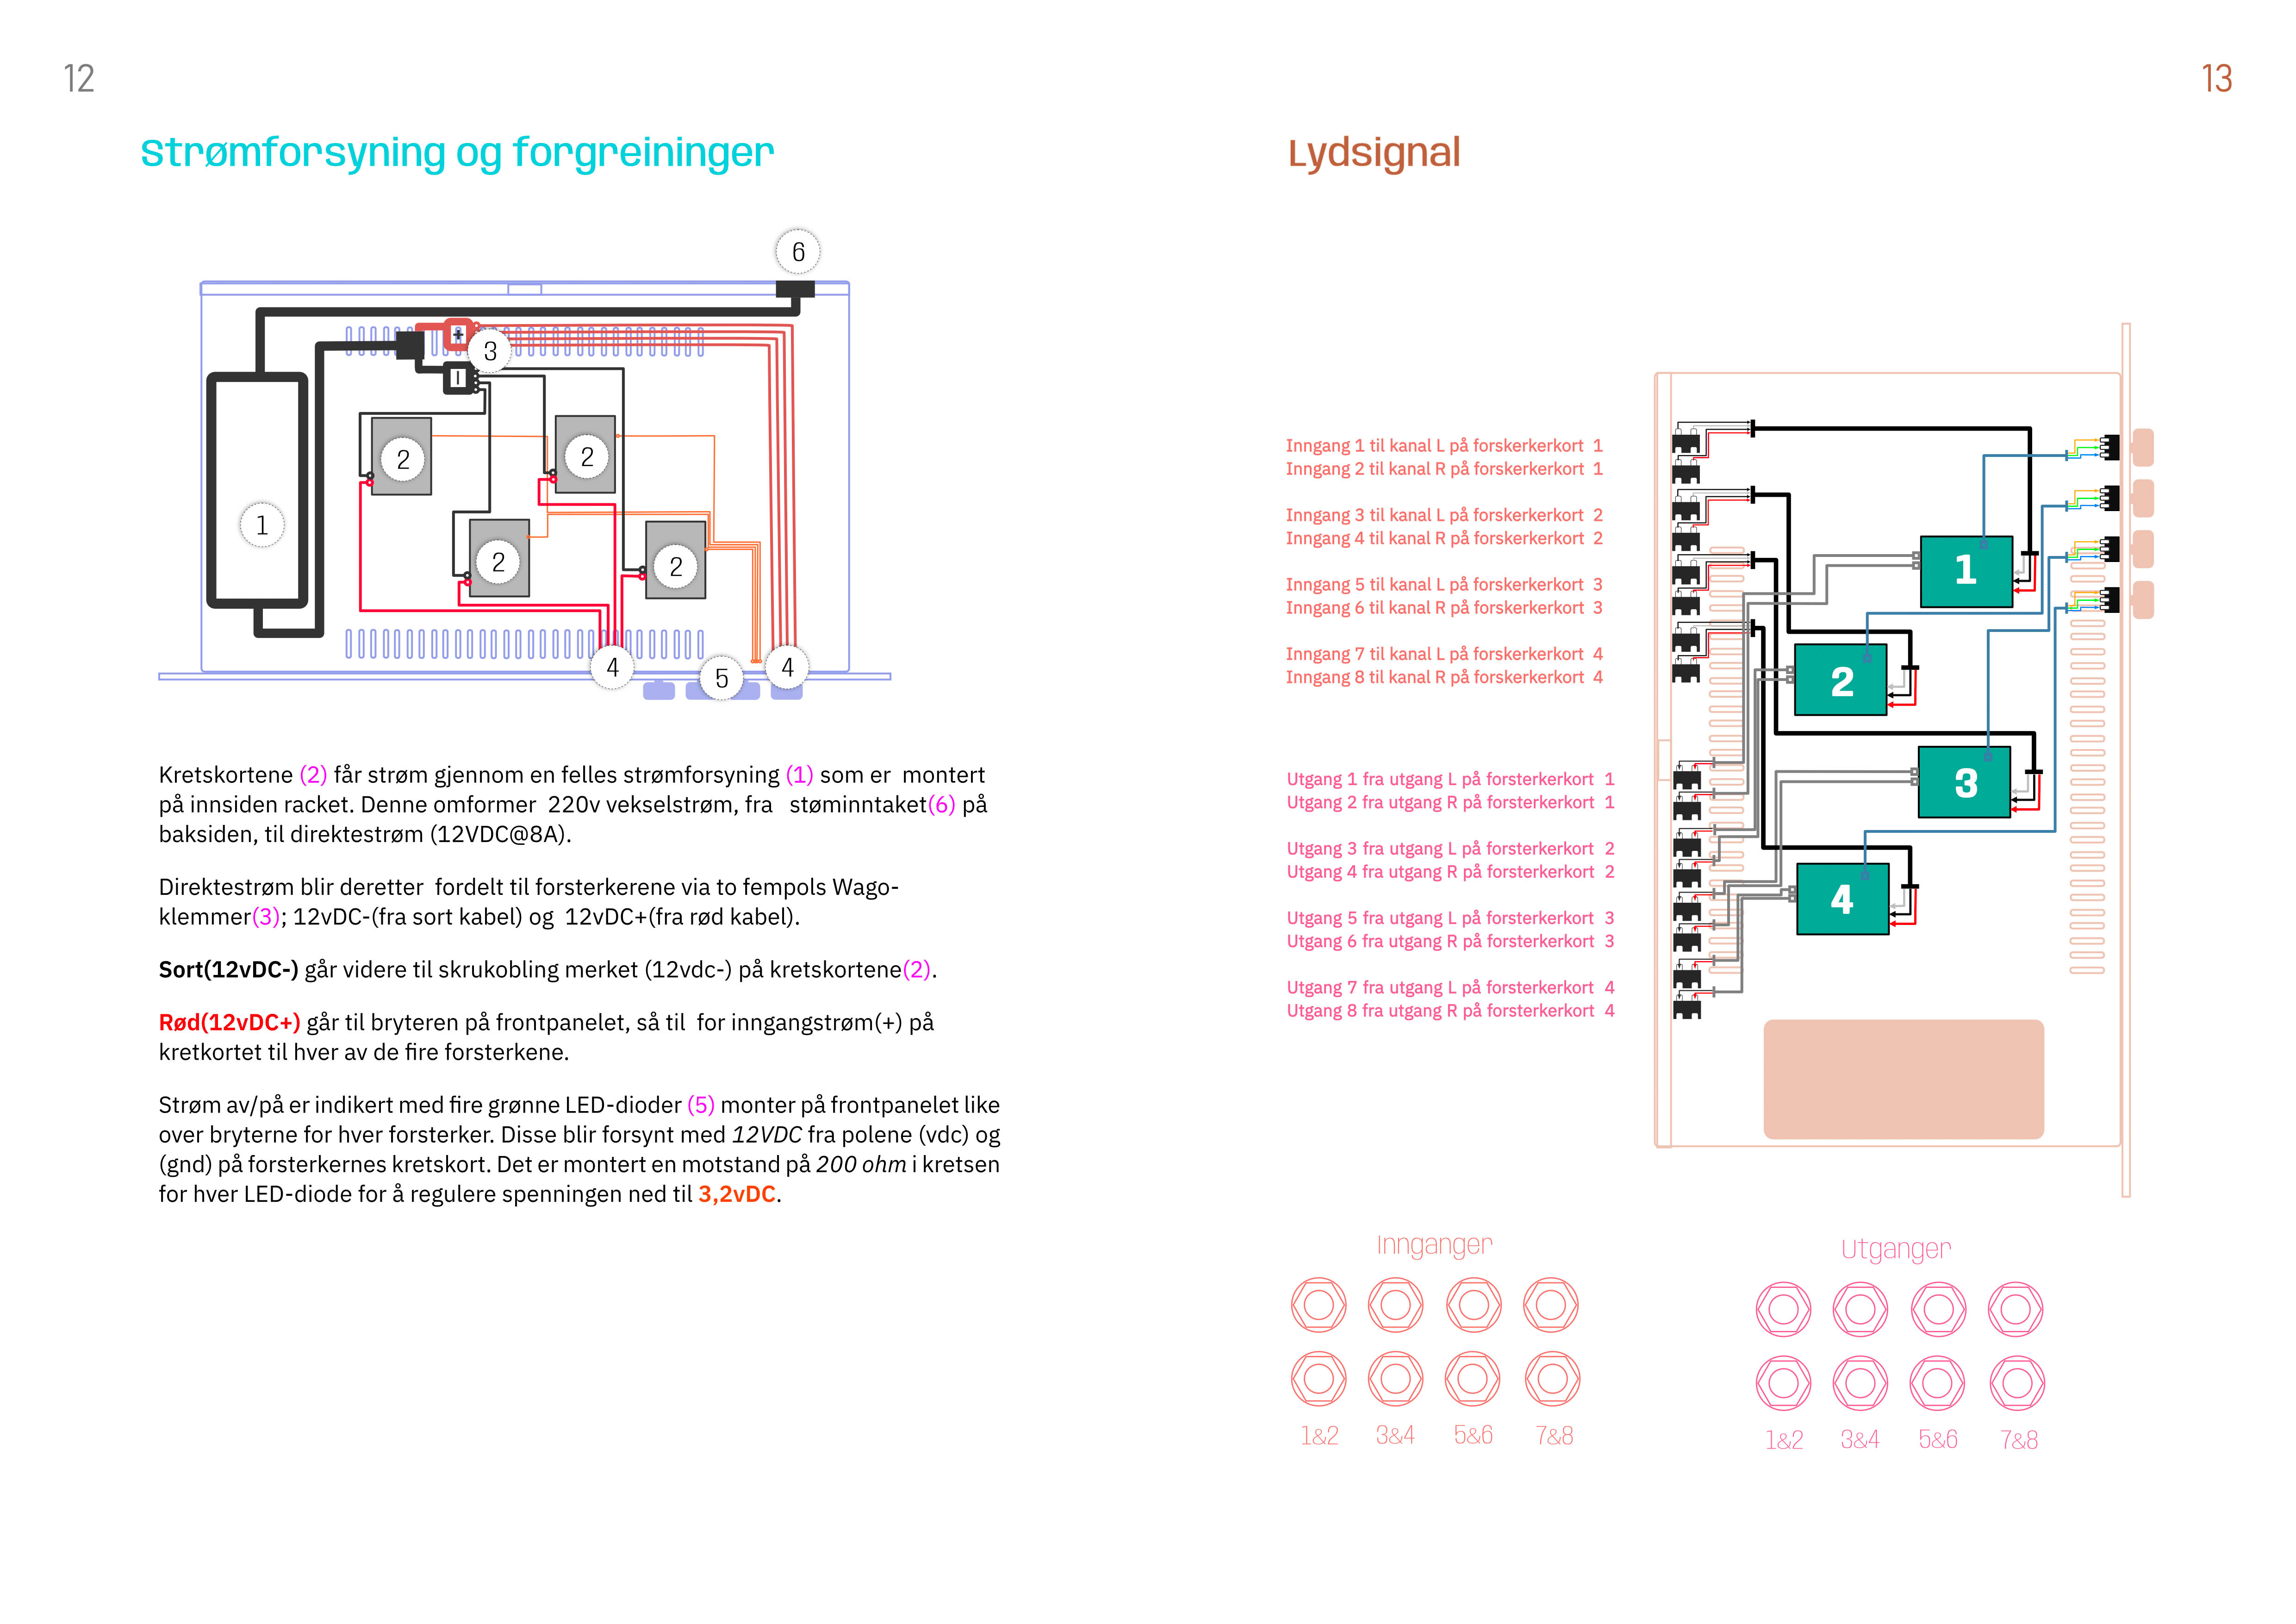 12
Strømforsyning og forgreininger
6
+
3
1
2
2
2
2
4
5
4
Kretskortene (2) får strøm gjennom en felles strømforsyning (1) som er montert
på innsiden racket. Denne omformer 220v vekselstrøm, fra støminntaket(6) på
baksiden, til direktestrøm (12VDC@8A).
Direktestrøm blir deretter fordelt til forsterkerene via to fempols Wago-
klemmer(3); 12vDC-(fra sort kabel) og 12vDC+(fra rød kabel).
Sort(12vDC-) går videre til skrukobling merket (12vdc-) på kretskortene(2).
Rød(12vDC+) går til bryteren på frontpanelet, så til for inngangstrøm(+) på
kretkortet til hver av de fire forsterkene.
Strøm av/på er indikert med fire grønne LED-dioder (5) monter på frontpanelet like
over bryterne for hver forsterker. Disse blir forsynt med 12VDC fra polene (vdc) og
(gnd) på forsterkernes kretskort. Det er montert en motstand på 200 ohm i kretsen
for hver LED-diode for å regulere spenningen ned til 3,2vDC.
13
Lydsignal
Inngang 1 til kanal L på forskerkerkort 1
Inngang 2 til kanal R på forskerkerkort 1
Inngang 3 til kanal L på forskerkerkort 2
Inngang 4 til kanal R på forskerkerkort 2
Inngang 5 til kanal L på forskerkerkort 3
Inngang 6 til kanal R på forskerkerkort 3
Inngang 7 til kanal L på forskerkerkort 4
Inngang 8 til kanal R på forskerkerkort 4
Utgang 1 fra utgang L på forsterkerkort 1
Utgang 2 fra utgang R på forsterkerkort 1
Utgang 3 fra utgang L på forsterkerkort 2
Utgang 4 fra utgang R på forsterkerkort 2
Utgang 5 fra utgang L på forsterkerkort 3
Utgang 6 fra utgang R på forsterkerkort 3
Utgang 7 fra utgang L på forsterkerkort 4
Utgang 8 fra utgang R på forsterkerkort 4
1
2
3
4
Innganger
1&2 3&4 5&6 7&8
Utganger
1&2 3&4 5&6 7&8